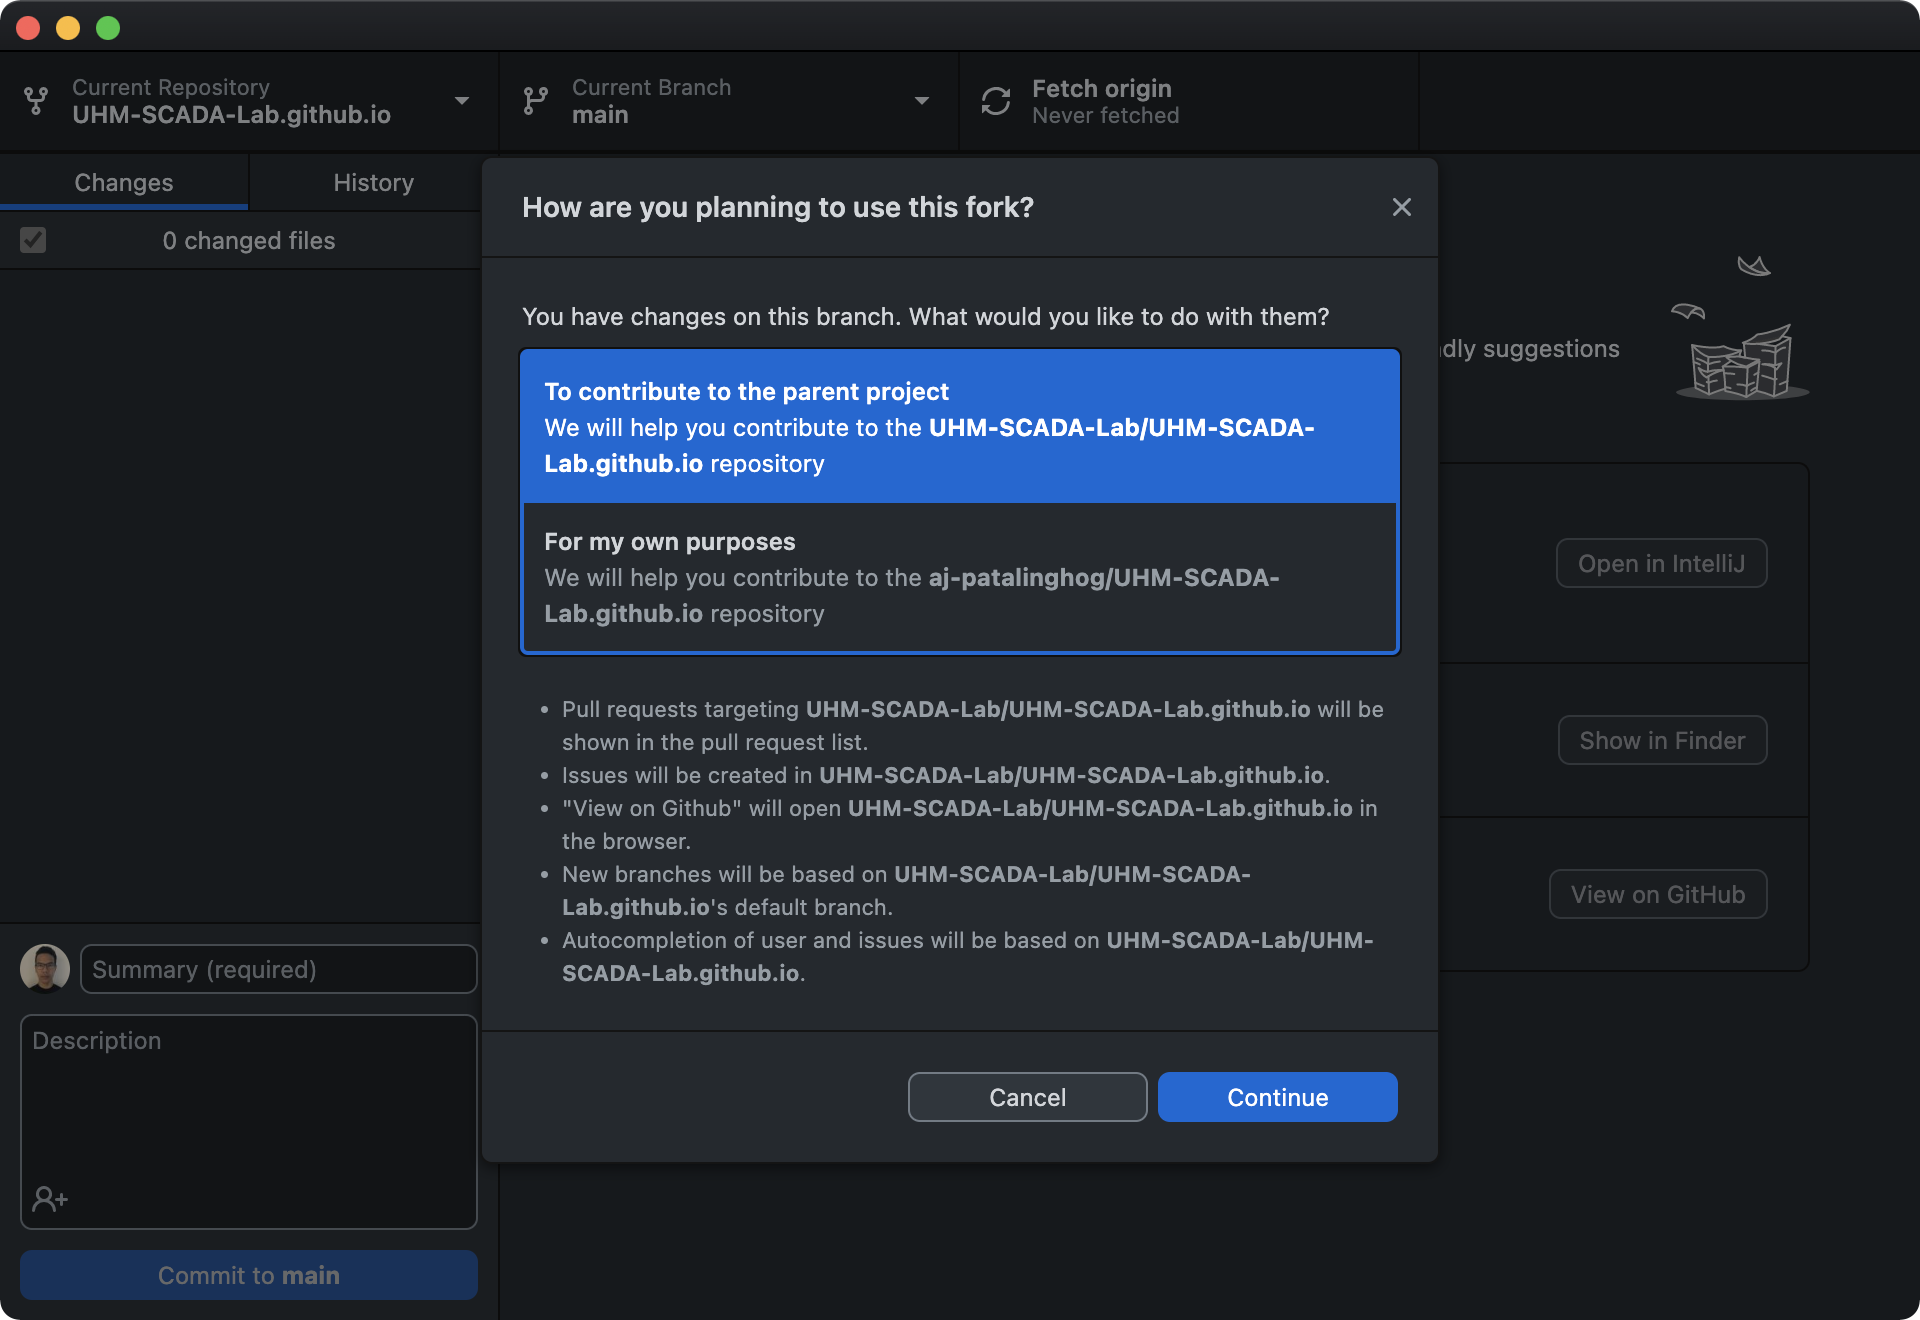 Current Repository
UHM-SCADA-Lab.github.io
Current Branch
main
Fetch origin
Never fetched
Changes
History
0 changed files
How are you planning to use this fork?
You have changes on this branch. What would you like to do with them?
To contribute to the parent project
We will help you contribute to the UHM-SCADA-Lab/UHM-SCADA-
Lab.github.io repository
For my own purposes
We will help you contribute to the aj-patalinghog/UHM-SCADA-
Lab.github.io repository
• Pull requests targeting UHM-SCADA-Lab/UHM-SCADA-Lab.github.io will be
shown in the pull request list.
• Issues will be created in UHM-SCADA-Lab/UHM-SCADA-Lab.github.io.
• "View on Github" will open UHM-SCADA-Lab/UHM-SCADA-Lab.github.io in
the browser.
• New branches will be based on UHM-SCADA-Lab/UHM-SCADA-
Lab.github.io's default branch.
• Autocompletion of user and issues will be based on UHM-SCADA-Lab/UHM-
SCADA-Lab.github.io.
Cancel
Continue
suggestions
Open in IntelliJ
Show in Finder
View on GitHub
Summary (required)
Description
Commit to main